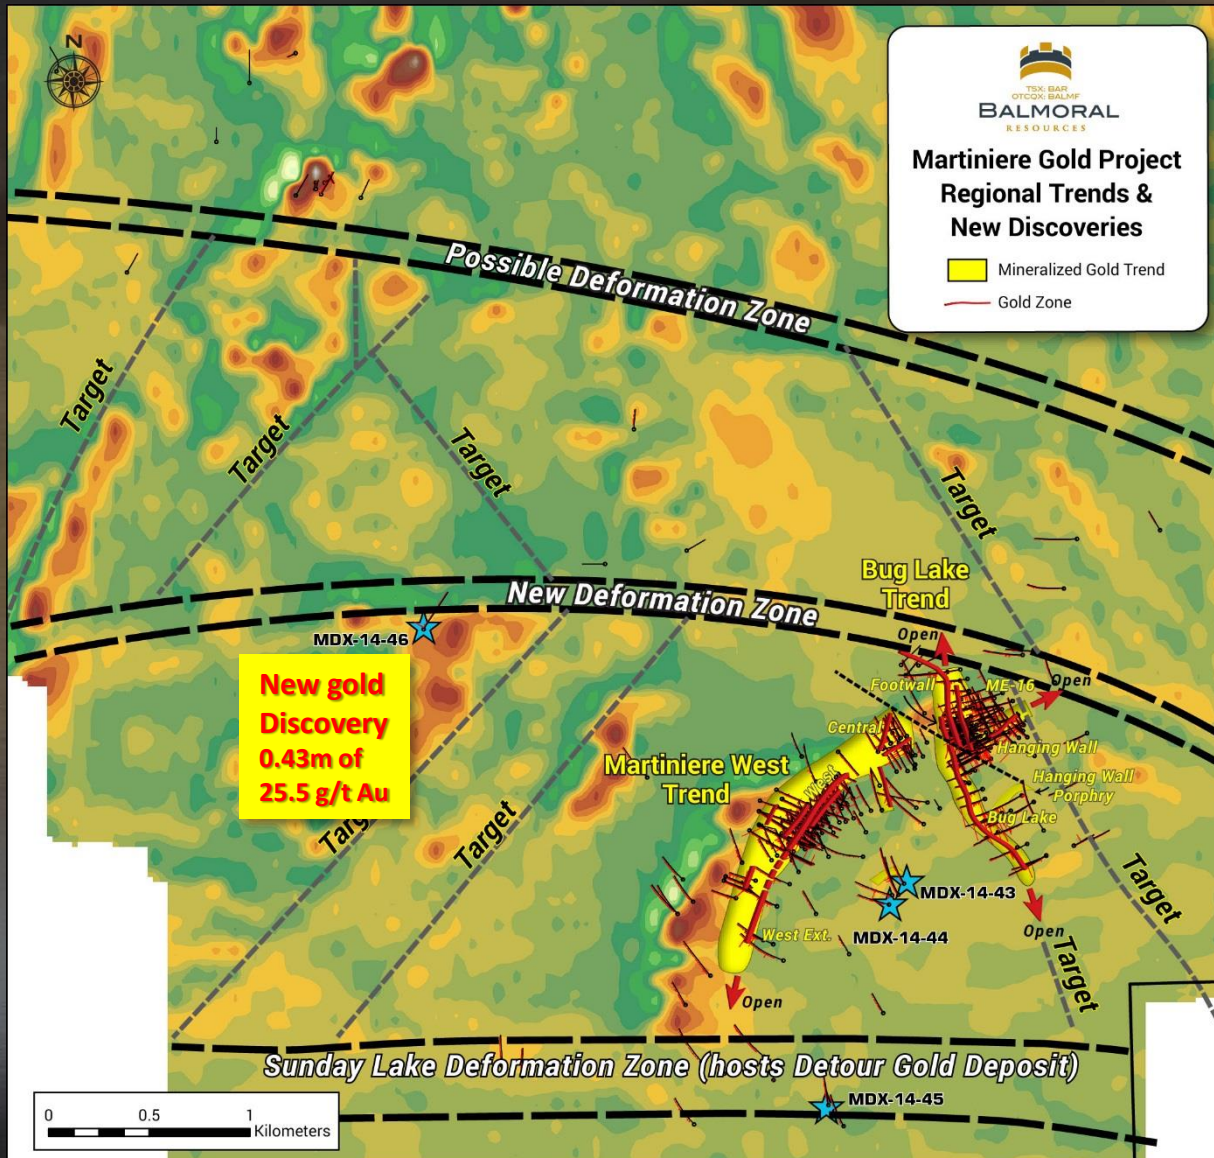 N
TSX: BAR
OTCQX: BALMF
BALMORAL
RESOURCES
Martiniere Gold Project
Regional Trends &
New Discoveries
Mineralized Gold Trend
Gold Zone
Possible Deformation Zone
Target
Target
Target
Target
New Deformation Zone
Bug Lake
Trend
MDX-14-46
Open
Footwall
ME-16
Open
New gold
Discovery
0.43m of
25.5 g/t Au
Central
Hanging Wall
Martiniere West
Trend
West
Hanging Wall
Porphry
Bug Lake
Target
Target
Target
MDX-14-43
MDX-14-44
West Ext.
Open
Target
Open
Sunday Lake Deformation Zone (hosts Detour Gold Deposit)
MDX-14-45
0 0.5 1
Kilometers